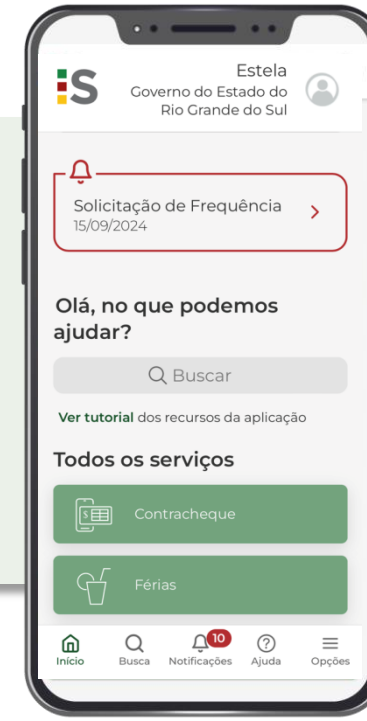 S
Estela
Governo do Estado do
Rio Grande do Sul
Solicitação de Frequência
15/09/2024
Olá, no que podemos
ajudar?
Buscar
Ver tutorial dos recursos da aplicação
Todos os serviços
$
Contracheque
Férias
10
Início Busca Notificações Ajuda Opções